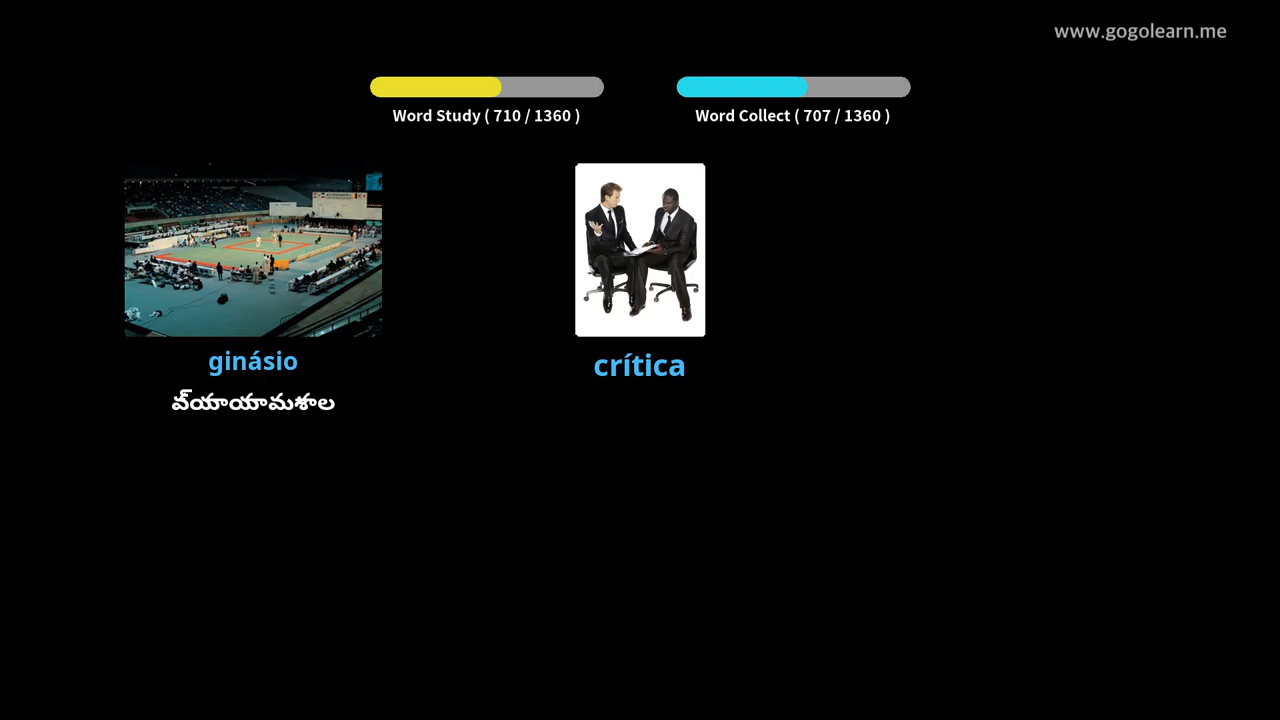 www.gogolearn.me
Word Study ( 710 / 1360 )
Word Collect ( 707 / 1360 )
ginásio
crítica
వ్యాయామశాల